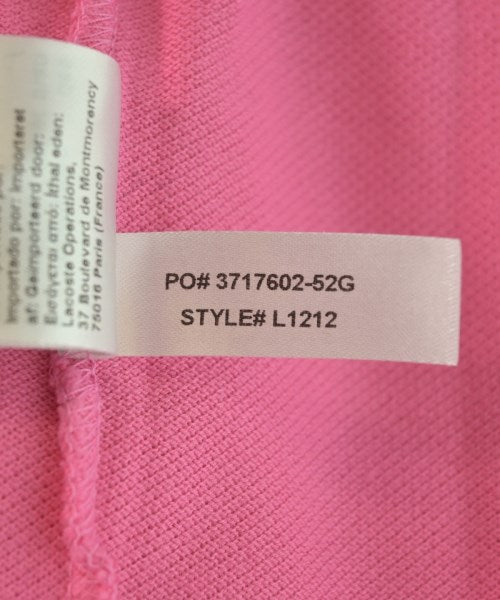 Importado por: Importeret
af: Geïmporteerd door:
Εισάγεται από: khal eden:
Lacoste Operations,
37 Boulevard de Montmorency
75016 Paris (France)
PO# 3717602-52G
STYLE# L1212